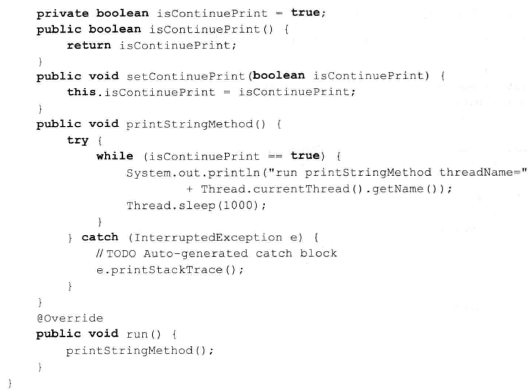 private boolean isContinuePrint = true;
public boolean isContinuePrint() {
return isContinuePrint;
}
public void setContinuePrint(boolean isContinuePrint) {
this.isContinuePrint = isContinuePrint;
}
public void printStringMethod() {
try {
while (isContinuePrint == true) {
System.out.println("run printStringMethod threadName="
+ Thread.currentThread().getName());
Thread.sleep(1000);
}
} catch (InterruptedException e) {
// TODO Auto-generated catch block
e.printStackTrace();
}
}
@Override
public void run() {
printStringMethod();
}
}